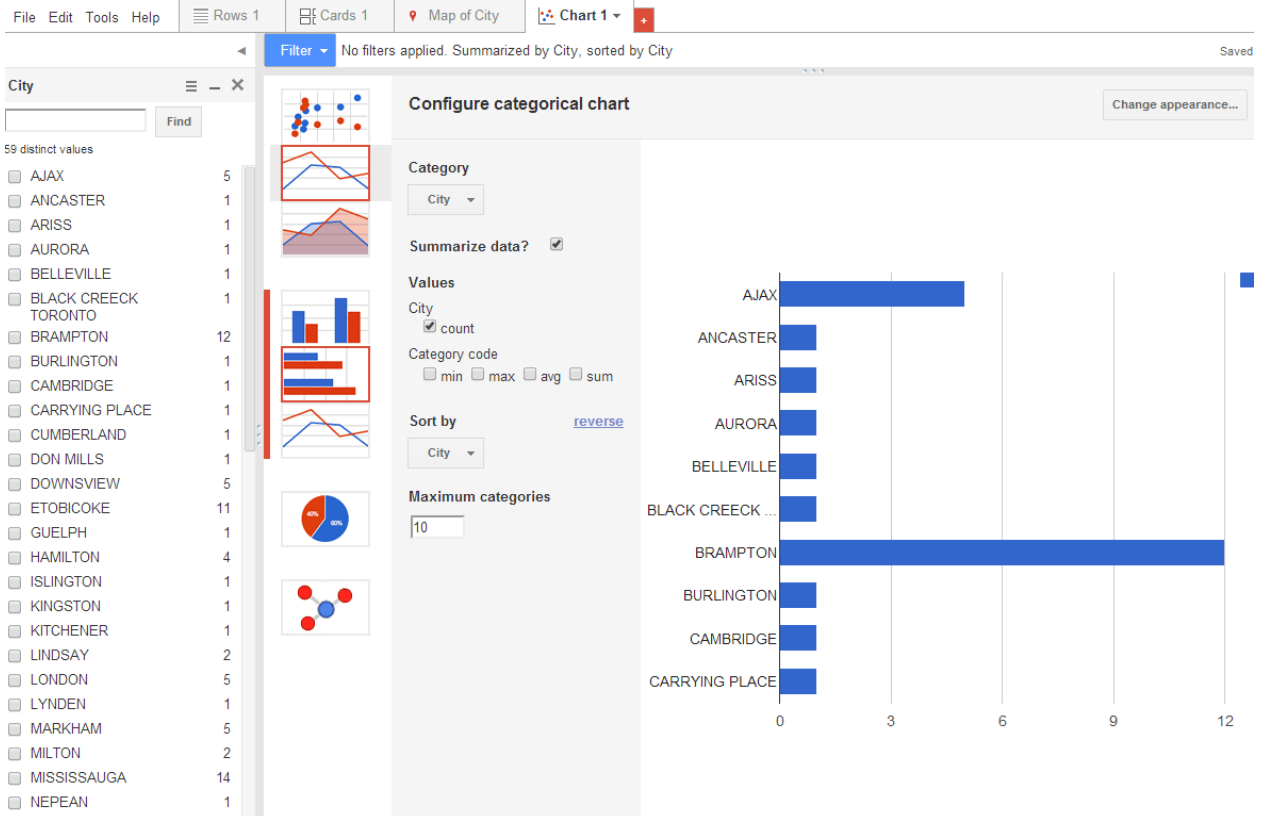 File Edit Tools Help Rows 1 Cards 1 Map of City Chart 1 +
Filter No filters applied. Summarized by City, sorted by City Saved
City
Find
59 distinct values
AJAX 5
ANCASTER 1
ARISS 1
AURORA 1
BELLEVILLE 1
BLACK CREECK 1
TORONTO
BRAMPTON 12
BURLINGTON 1
CAMBRIDGE 1
CARRYING PLACE 1
CUMBERLAND 1
DON MILLS 1
DOWNSVIEW 5
ETOBICOKE 11
GUELPH 1
HAMILTON 4
ISLINGTON 1
KINGSTON 1
KITCHENER 1
LINDSAY 2
LONDON 5
LYNDEN 1
MARKHAM 5
MILTON 2
MISSISSAUGA 14
NEPEAN 1
40%
60%
Configure categorical chart
Change appearance...
Category
City
Summarize data?
Values
City
count
Category code
min max avg sum
Sort by reverse
City
Maximum categories
10
AJAX
ANCASTER
ARISS
AURORA
BELLEVILLE
BLACK CREECK ...
BRAMPTON
BURLINGTON
CAMBRIDGE
CARRYING PLACE
0 3 6 9 12